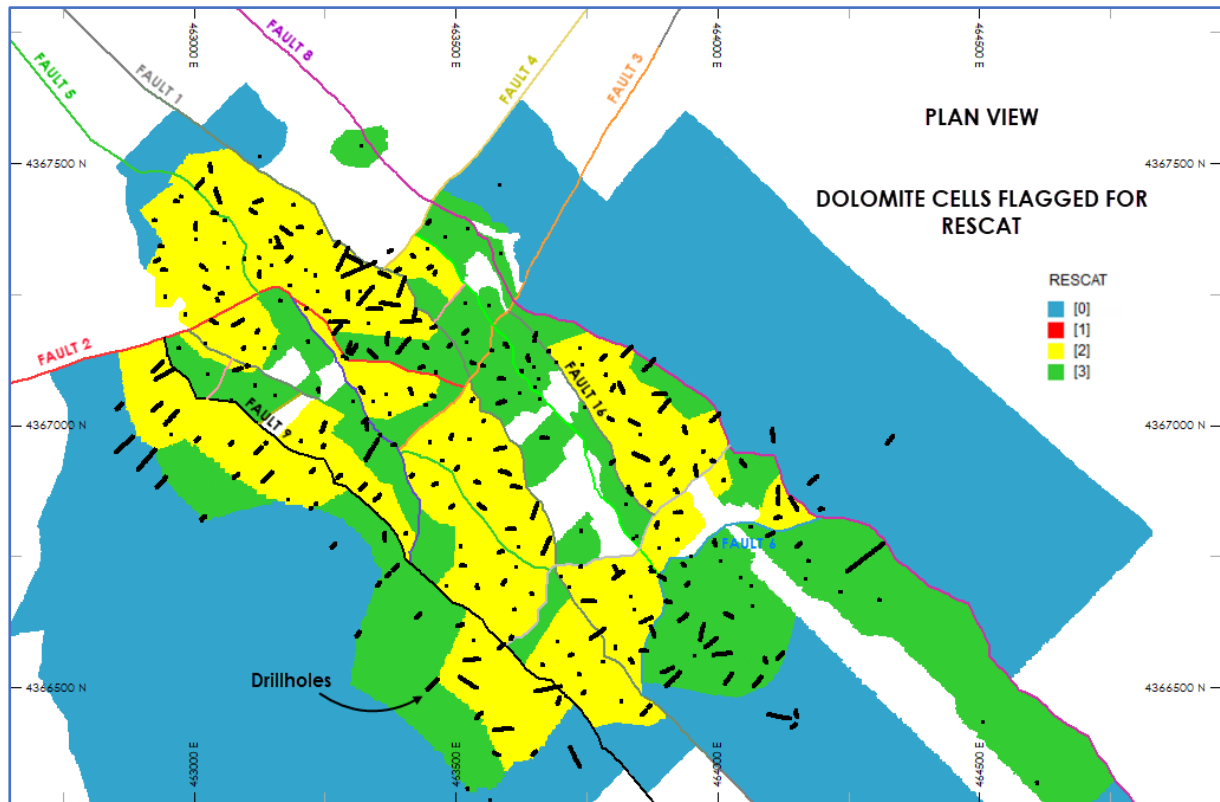 463000 E
463500 E
464000 E
464500 E
FAULT 5
FAULT 1
FAULT 8
FAULT 4
FAULT 3
PLAN VIEW
4367500 N
4367500 N
DOLOMITE CELLS FLAGGED FOR
RESCAT
RESCAT
[0]
[1]
[2]
[3]
FAULT 2
FAULT 16
FAULT 9
4367000 N
4367000 N
FAULT 6
Drillholes
4366500 N
4366500 N
463000 E
463500 E
464000 E
464500 E